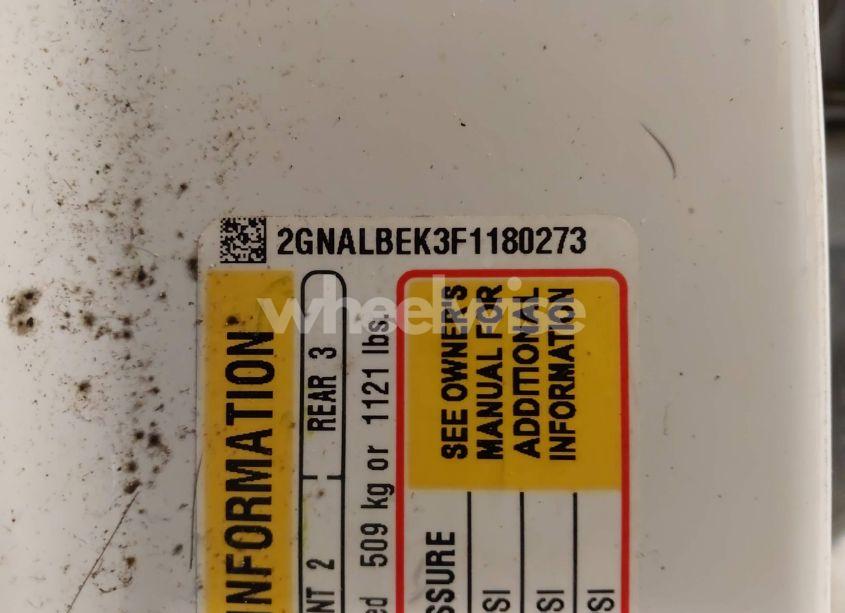 2GNALBEK3F1180273
wheelwise
INFORMATION
NT 2 REAR 3
ed 509 kg or 1121 lbs.
SEE OWNER'S
MANUAL FOR
ADDITIONAL
INFORMATION
SSURE
SI
SI
SI